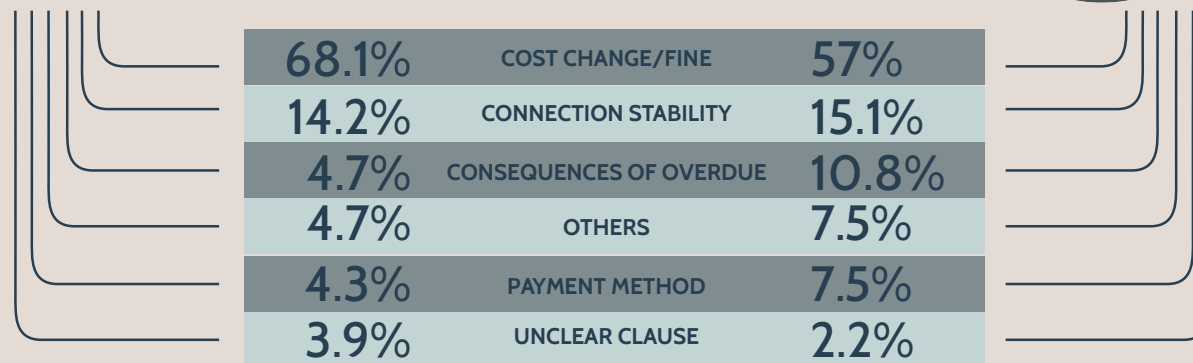 68.1% COST CHANGE/FINE 57%
14.2% CONNECTION STABILITY 15.1%
4.7% CONSEQUENCES OF OVERDUE 10.8%
4.7% OTHERS 7.5%
4.3% PAYMENT METHOD 7.5%
3.9% UNCLEAR CLAUSE 2.2%